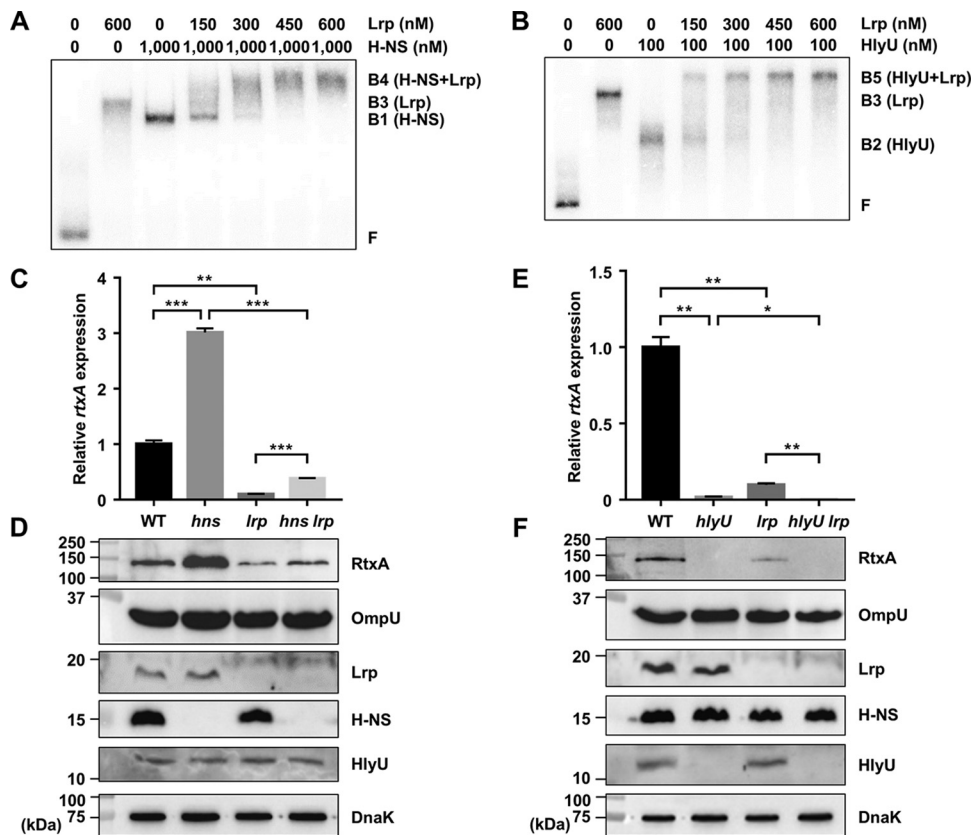 A
0 600 0 150 300 450 600 Lrp (nM)
0 0 1,000 1,000 1,000 1,000 1,000 H-NS (nM)
B4 (H-NS+Lrp)
B3 (Lrp)
B1 (H-NS)
F
B
0 600 0 150 300 450 600 Lrp (nM)
0 0 100 100 100 100 100 HlyU (nM)
B5 (HlyU+Lrp)
B3 (Lrp)
B2 (HlyU)
F
C
Relative rtxA expression
4
3
2
1
0
**
*** ***
***
WT hns lrp hns lrp
D
250
150
100
RtxA
37
OmpU
20
Lrp
15
H-NS
10
HlyU
100
75
(kDa)
DnaK
E
Relative rtxA expression
1.5
1.0
0.5
0
**
** *
**
WT hlyU lrp hlyU lrp
F
250
150
100
RtxA
37
OmpU
20
Lrp
15
H-NS
10
HlyU
100
75
(kDa)
DnaK